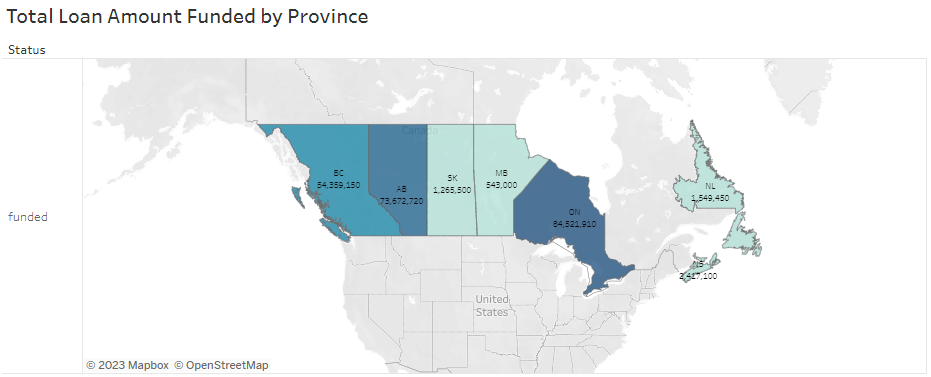 Total Loan Amount Funded by Province
Status
Canada
BC
54,359,150
AB
73,672,720
SK
1,265,500
MB
543,000
ON
84,521,910
NL
1,549,450
NS
2,417,100
funded
United
States
© 2023 Mapbox © OpenStreetMap